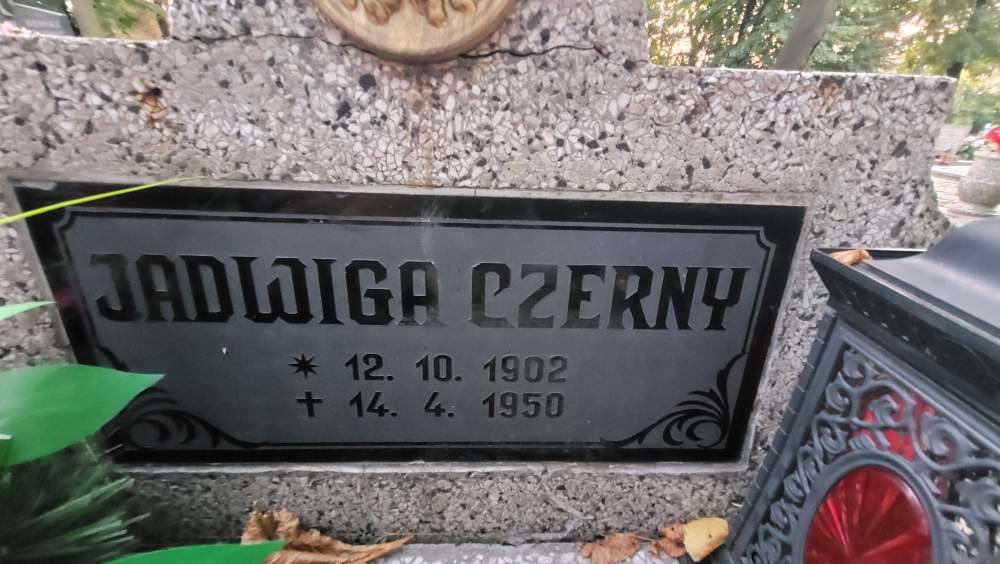 JADWIGA CZERNY
* 12. 10. 1902
+ 14. 4. 1950